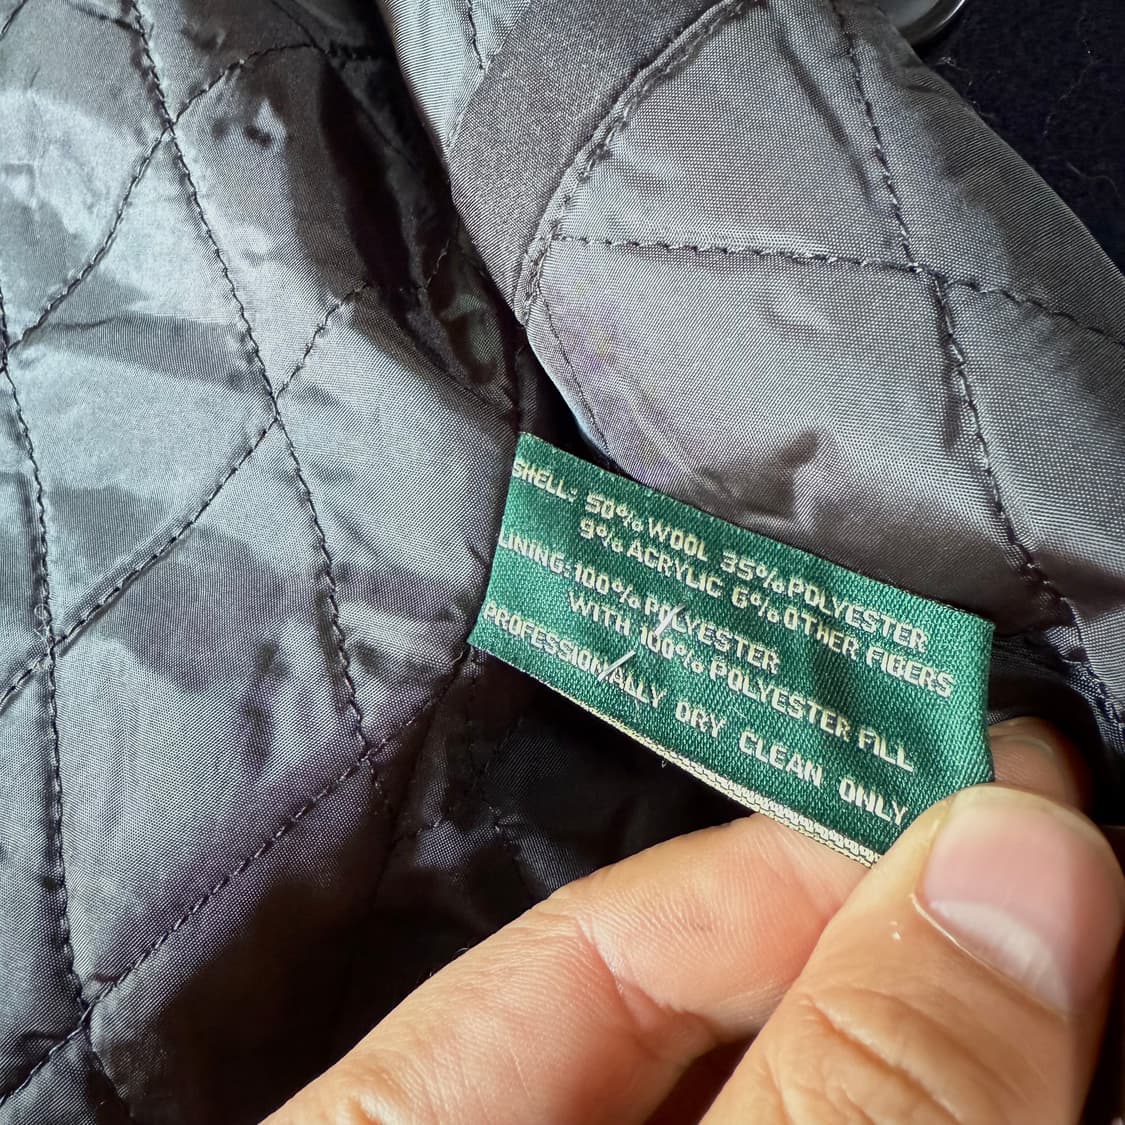 SHELL: 50% WOOL 35% POLYESTER
9% ACRYLIC 6% OTHER FIBERS
LINING: 100% POLYESTER
WITH 100% POLYESTER FILL
PROFESSIONALLY DRY CLEAN ONLY